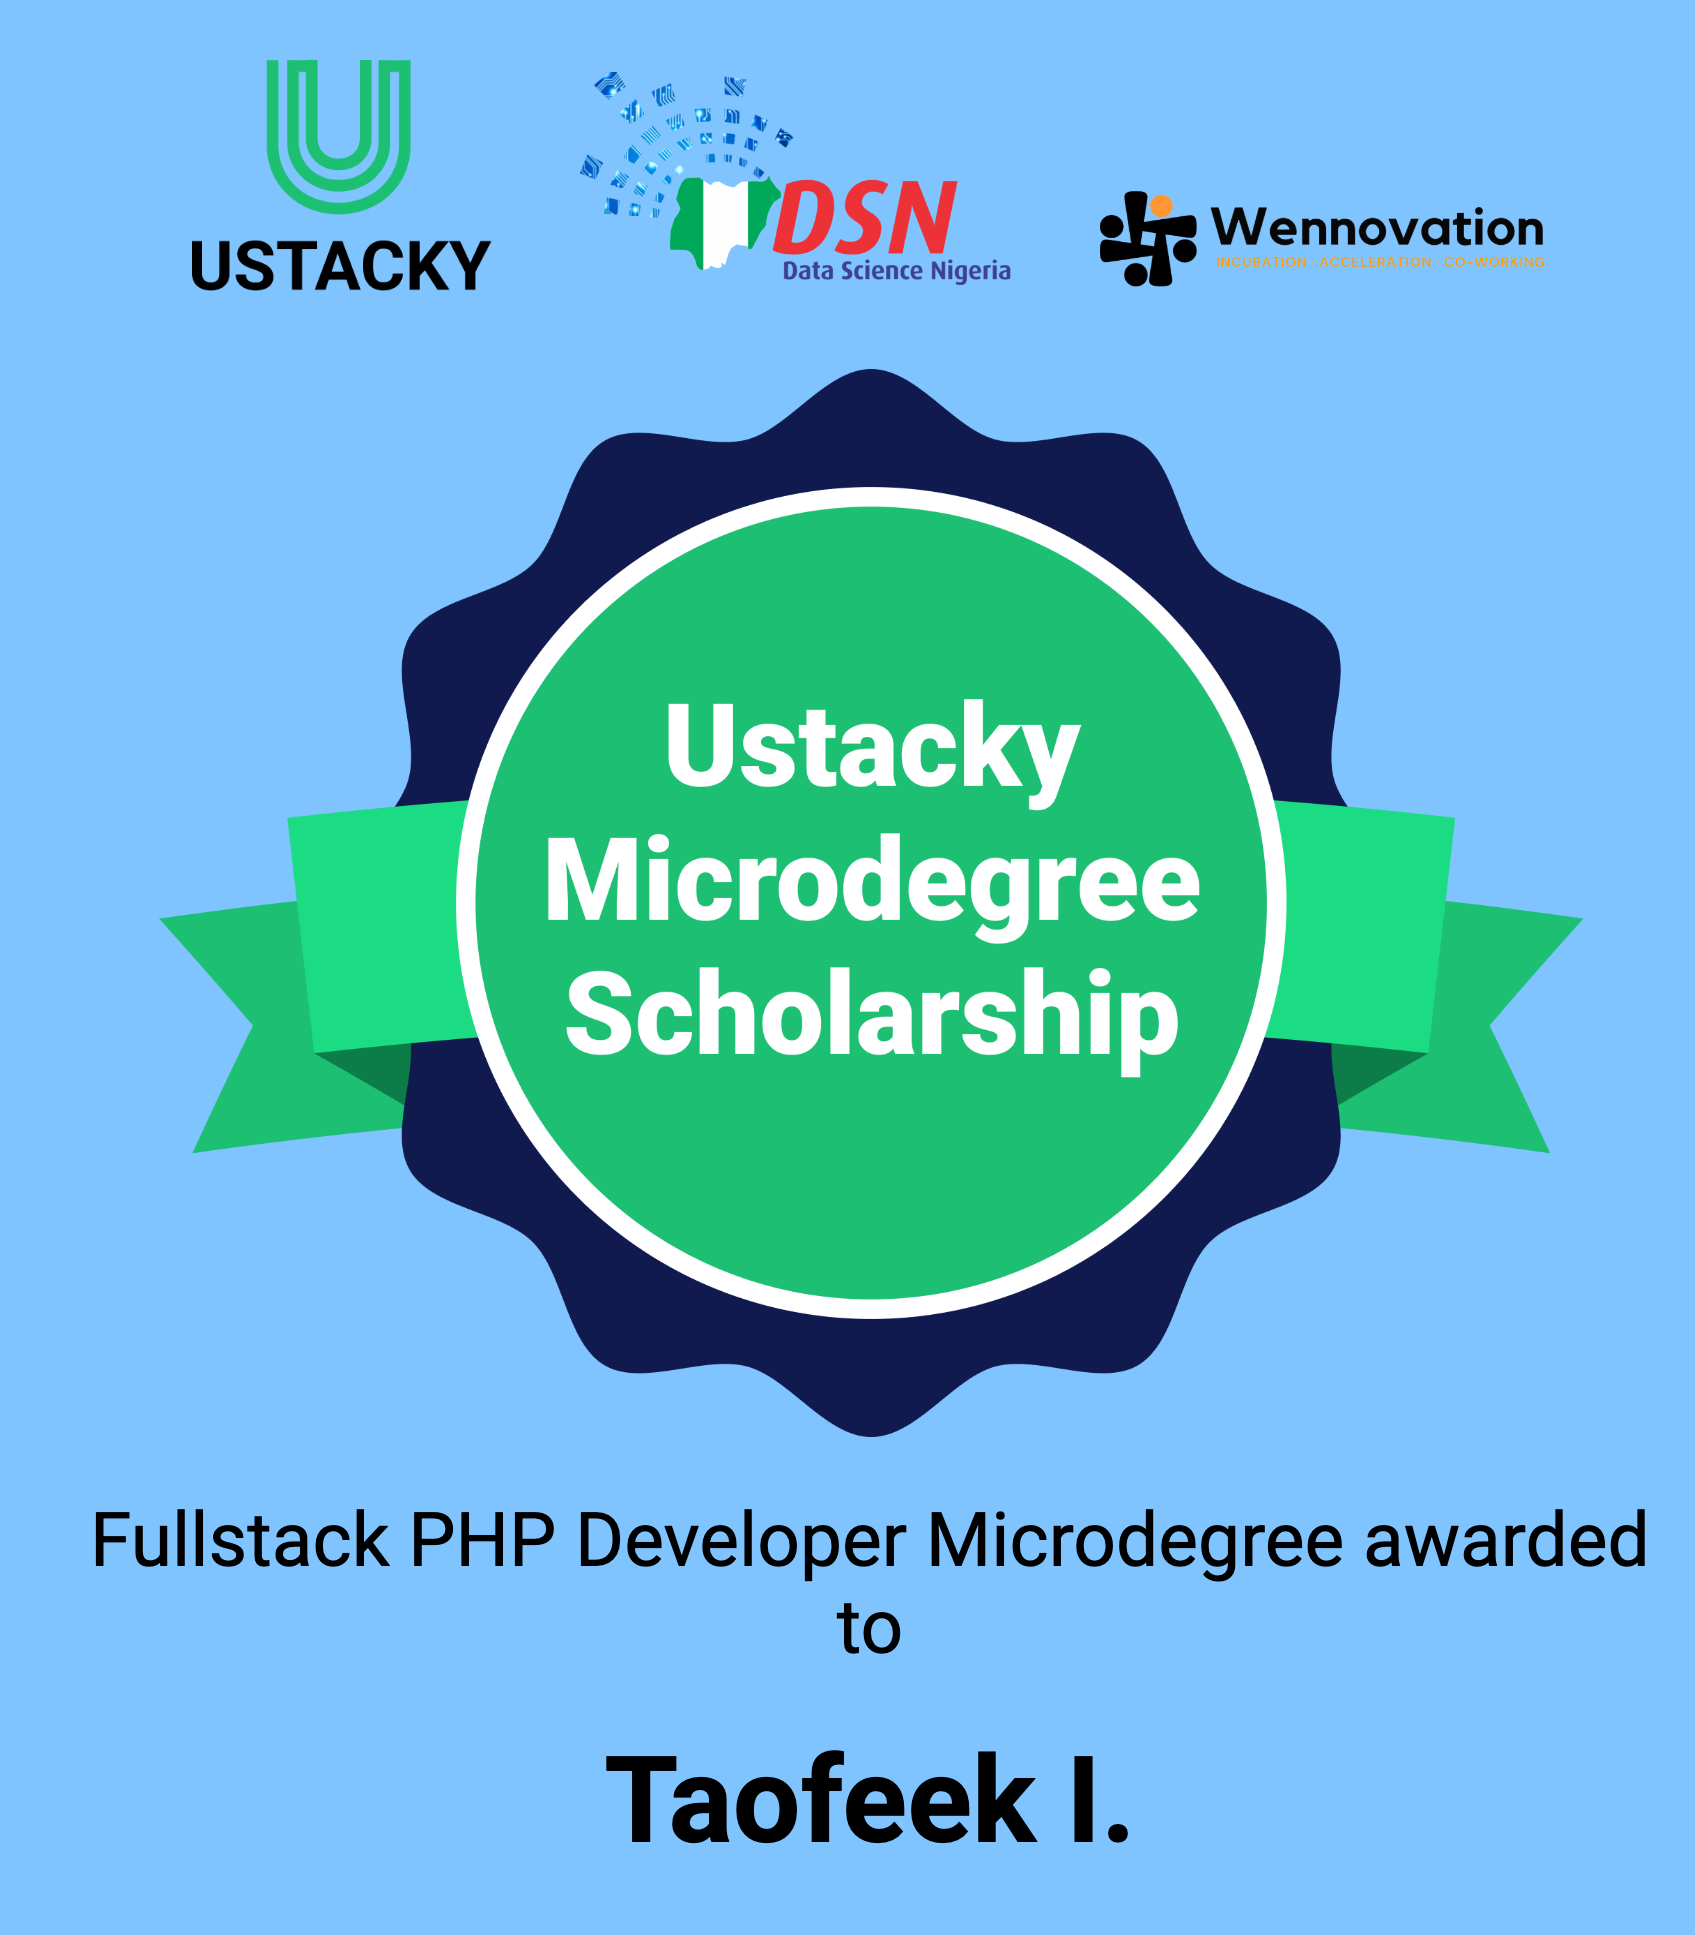 USTACKY
DSN
Data Science Nigeria
Wennovation
INCUBATION · ACCELERATION · CO-WORKING
Ustacky
Microdegree
Scholarship
Fullstack PHP Developer Microdegree awarded
to
Taofeek I.